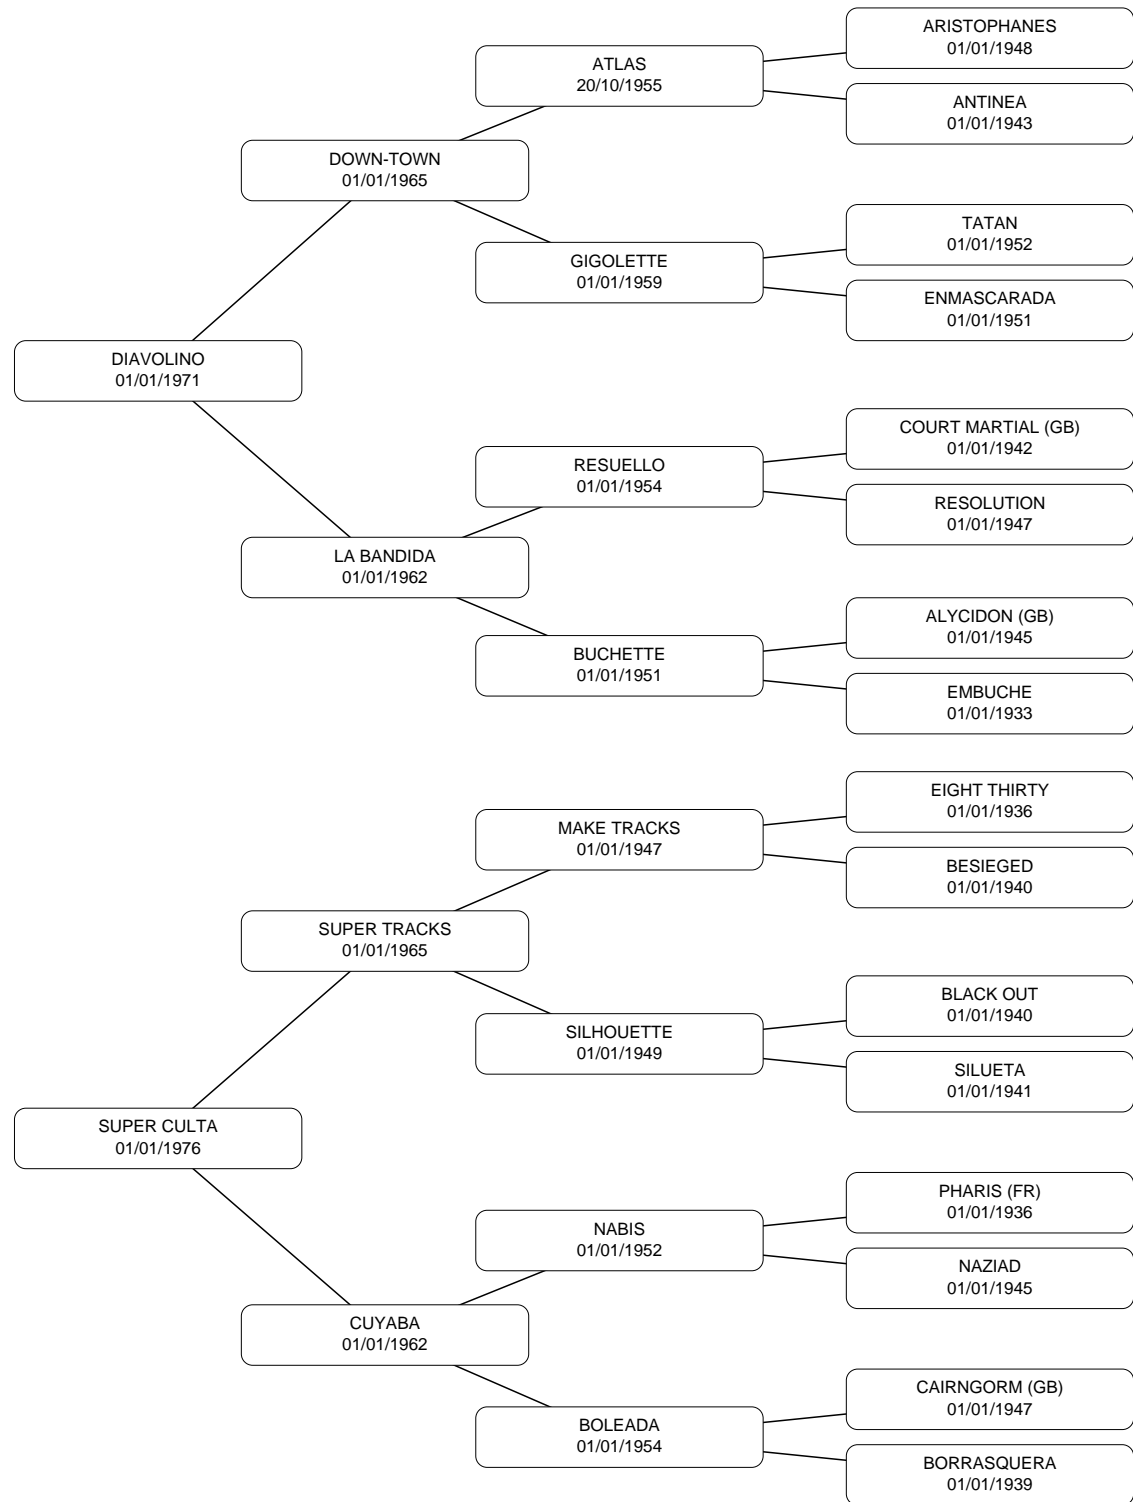 ARISTOPHANES
01/01/1948
ATLAS
20/10/1955
ANTINEA
01/01/1943
DOWN-TOWN
01/01/1965
TATAN
01/01/1952
GIGOLETTE
01/01/1959
ENMASCARADA
01/01/1951
DIAVOLINO
01/01/1971
COURT MARTIAL (GB)
01/01/1942
RESUELLO
01/01/1954
RESOLUTION
01/01/1947
LA BANDIDA
01/01/1962
ALYCIDON (GB)
01/01/1945
BUCHETTE
01/01/1951
EMBUCHE
01/01/1933
EIGHT THIRTY
01/01/1936
MAKE TRACKS
01/01/1947
BESIEGED
01/01/1940
SUPER TRACKS
01/01/1965
BLACK OUT
01/01/1940
SILHOUETTE
01/01/1949
SILUETA
01/01/1941
SUPER CULTA
01/01/1976
PHARIS (FR)
01/01/1936
NABIS
01/01/1952
NAZIAD
01/01/1945
CUYABA
01/01/1962
CAIRNGORM (GB)
01/01/1947
BOLEADA
01/01/1954
BORRASQUERA
01/01/1939